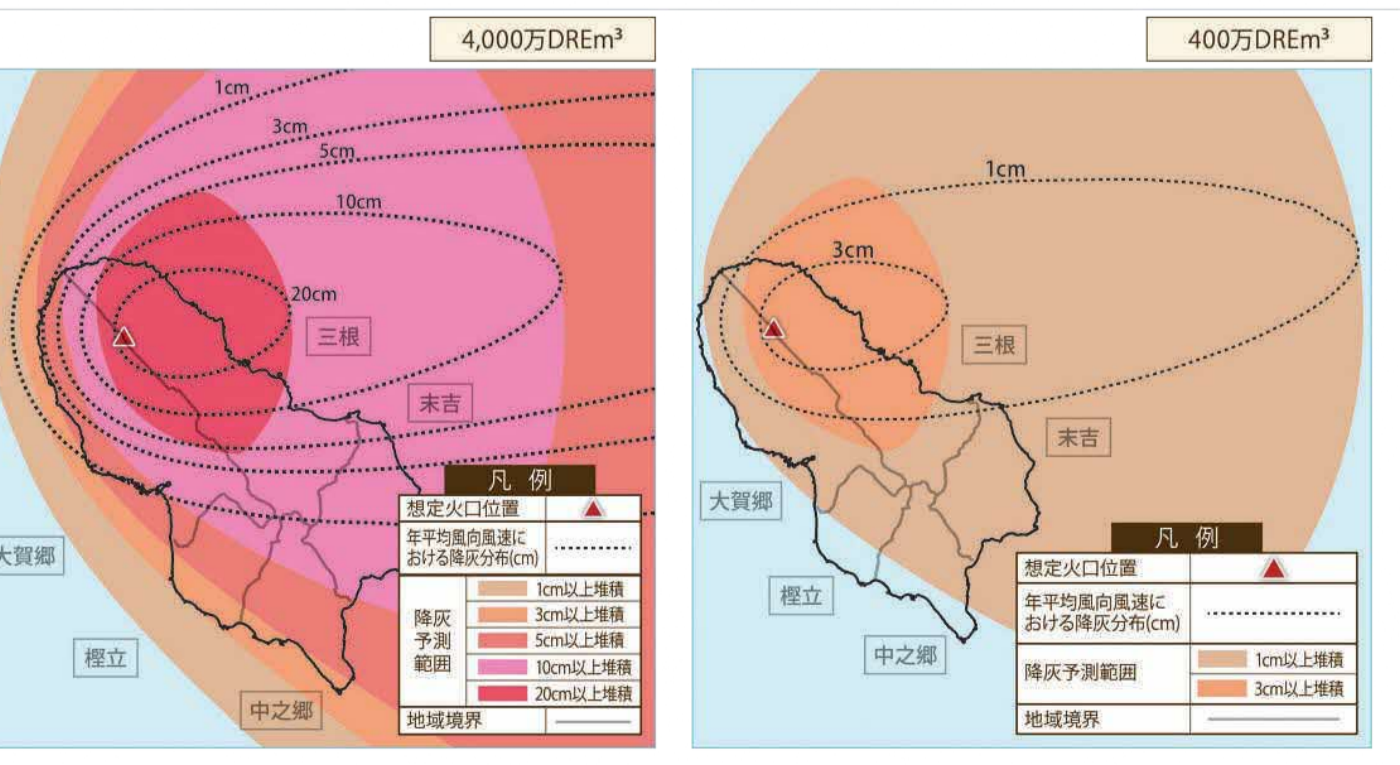 4,000万DREm³
1cm
3cm
5cm
10cm
20cm
三根
末吉
大賀郷
樫立
中之郷
凡 例
想定火口位置
年平均風向風速に
おける降灰分布(cm)
降灰
予測
範囲
1cm以上堆積
3cm以上堆積
5cm以上堆積
10cm以上堆積
20cm以上堆積
地域境界
400万DREm³
1cm
3cm
三根
末吉
大賀郷
樫立
中之郷
凡 例
想定火口位置
年平均風向風速に
おける降灰分布(cm)
降灰予測範囲
1cm以上堆積
3cm以上堆積
地域境界